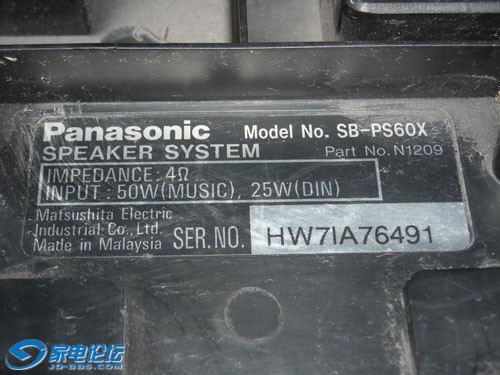 Panasonic Model No. SB-PS60X
SPEAKER SYSTEM Part No. N1209
IMPEDANCE: 4Ω
INPUT: 50W(MUSIC), 25W(DIN)
Matsushita Electric
Industrial Co., Ltd.
Made in Malaysia SER.NO. HW7IA76491
家电论坛
JD-BBS.COM